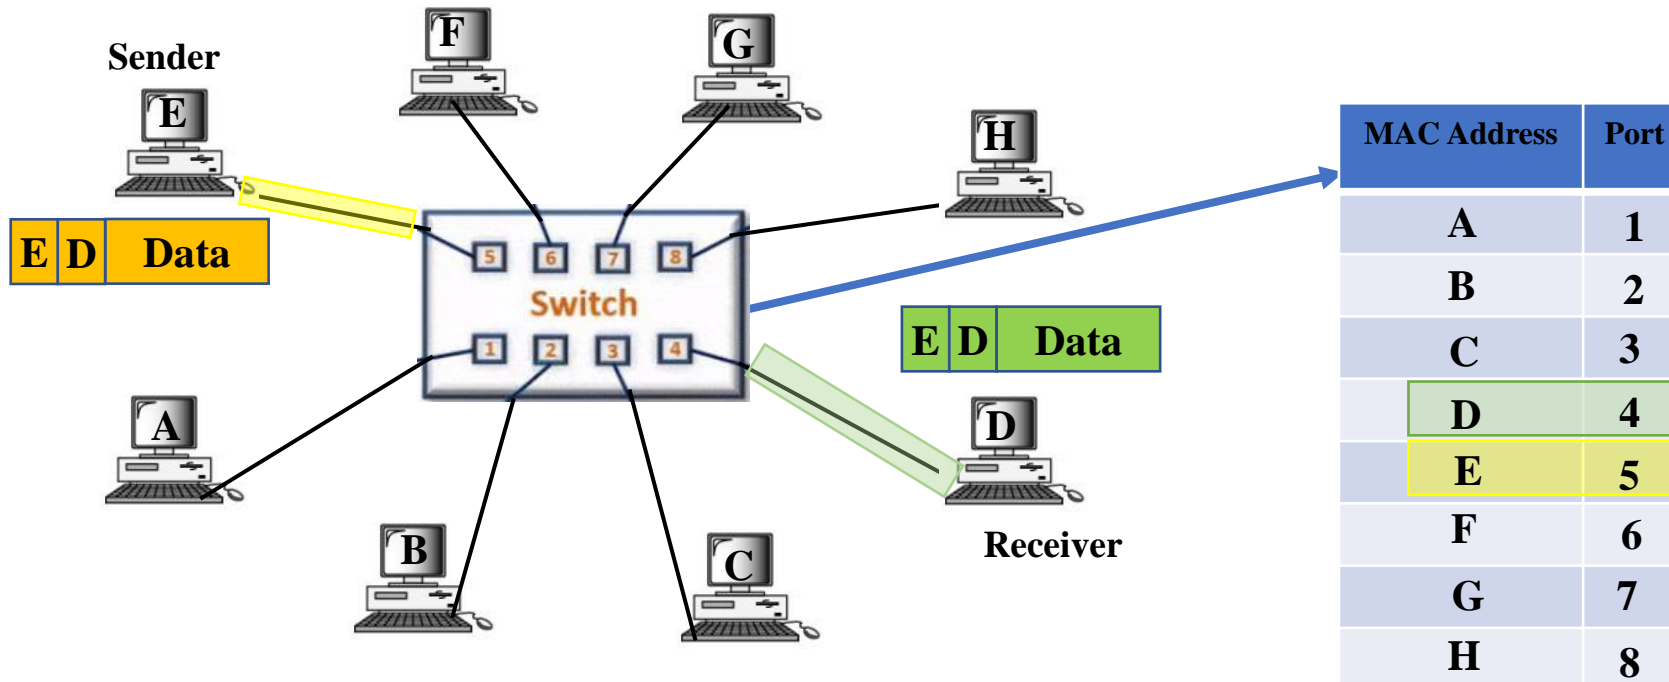 Sender
F
G
E
H
E D Data
5 6 7 8
Switch
1 2 3 4
E D Data
A
D
B
C
Receiver
MAC Address Port
A 1
B 2
C 3
D 4
E 5
F 6
G 7
H 8